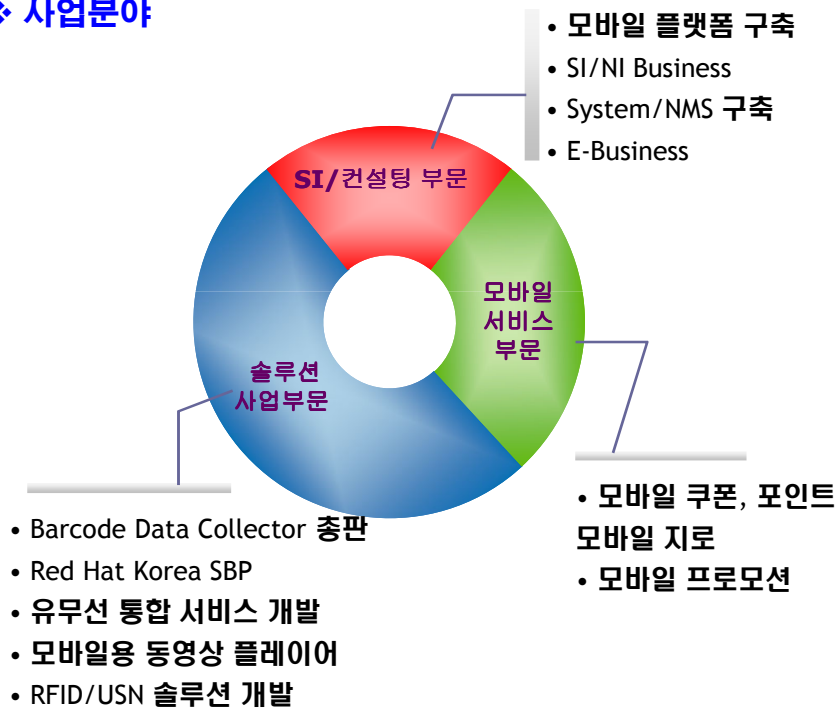 ❖ 사업분야
• 모바일 플랫폼 구축
• SI/NI Business
• System/NMS 구축
• E-Business
SI/컨설팅 부문
모바일
서비스
부문
솔루션
사업부문
• Barcode Data Collector 총판
• Red Hat Korea SBP
• 유무선 통합 서비스 개발
• 모바일용 동영상 플레이어
• RFID/USN 솔루션 개발
• 모바일 쿠폰, 포인트
모바일 지로
• 모바일 프로모션